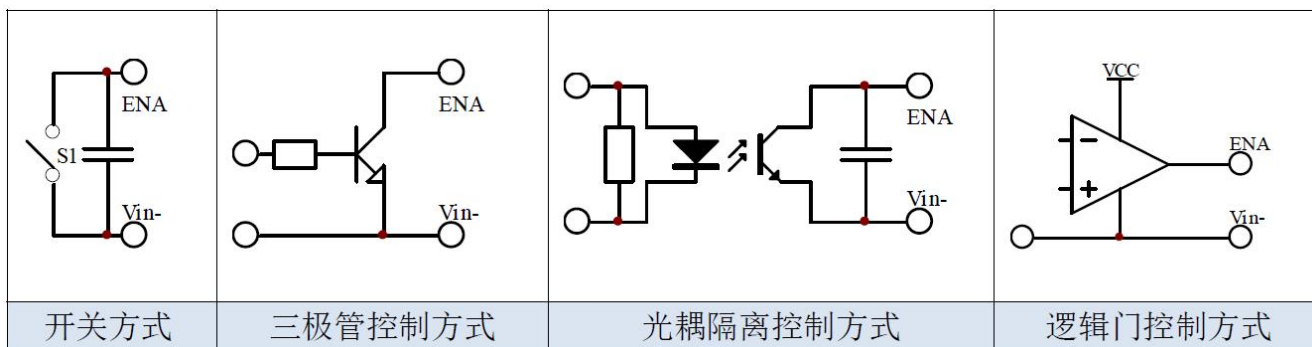 ENA
S1
Vin-
ENA
Vin-
ENA
Vin-
VCC
ENA
Vin-
开关方式
三极管控制方式
光耦隔离控制方式
逻辑门控制方式